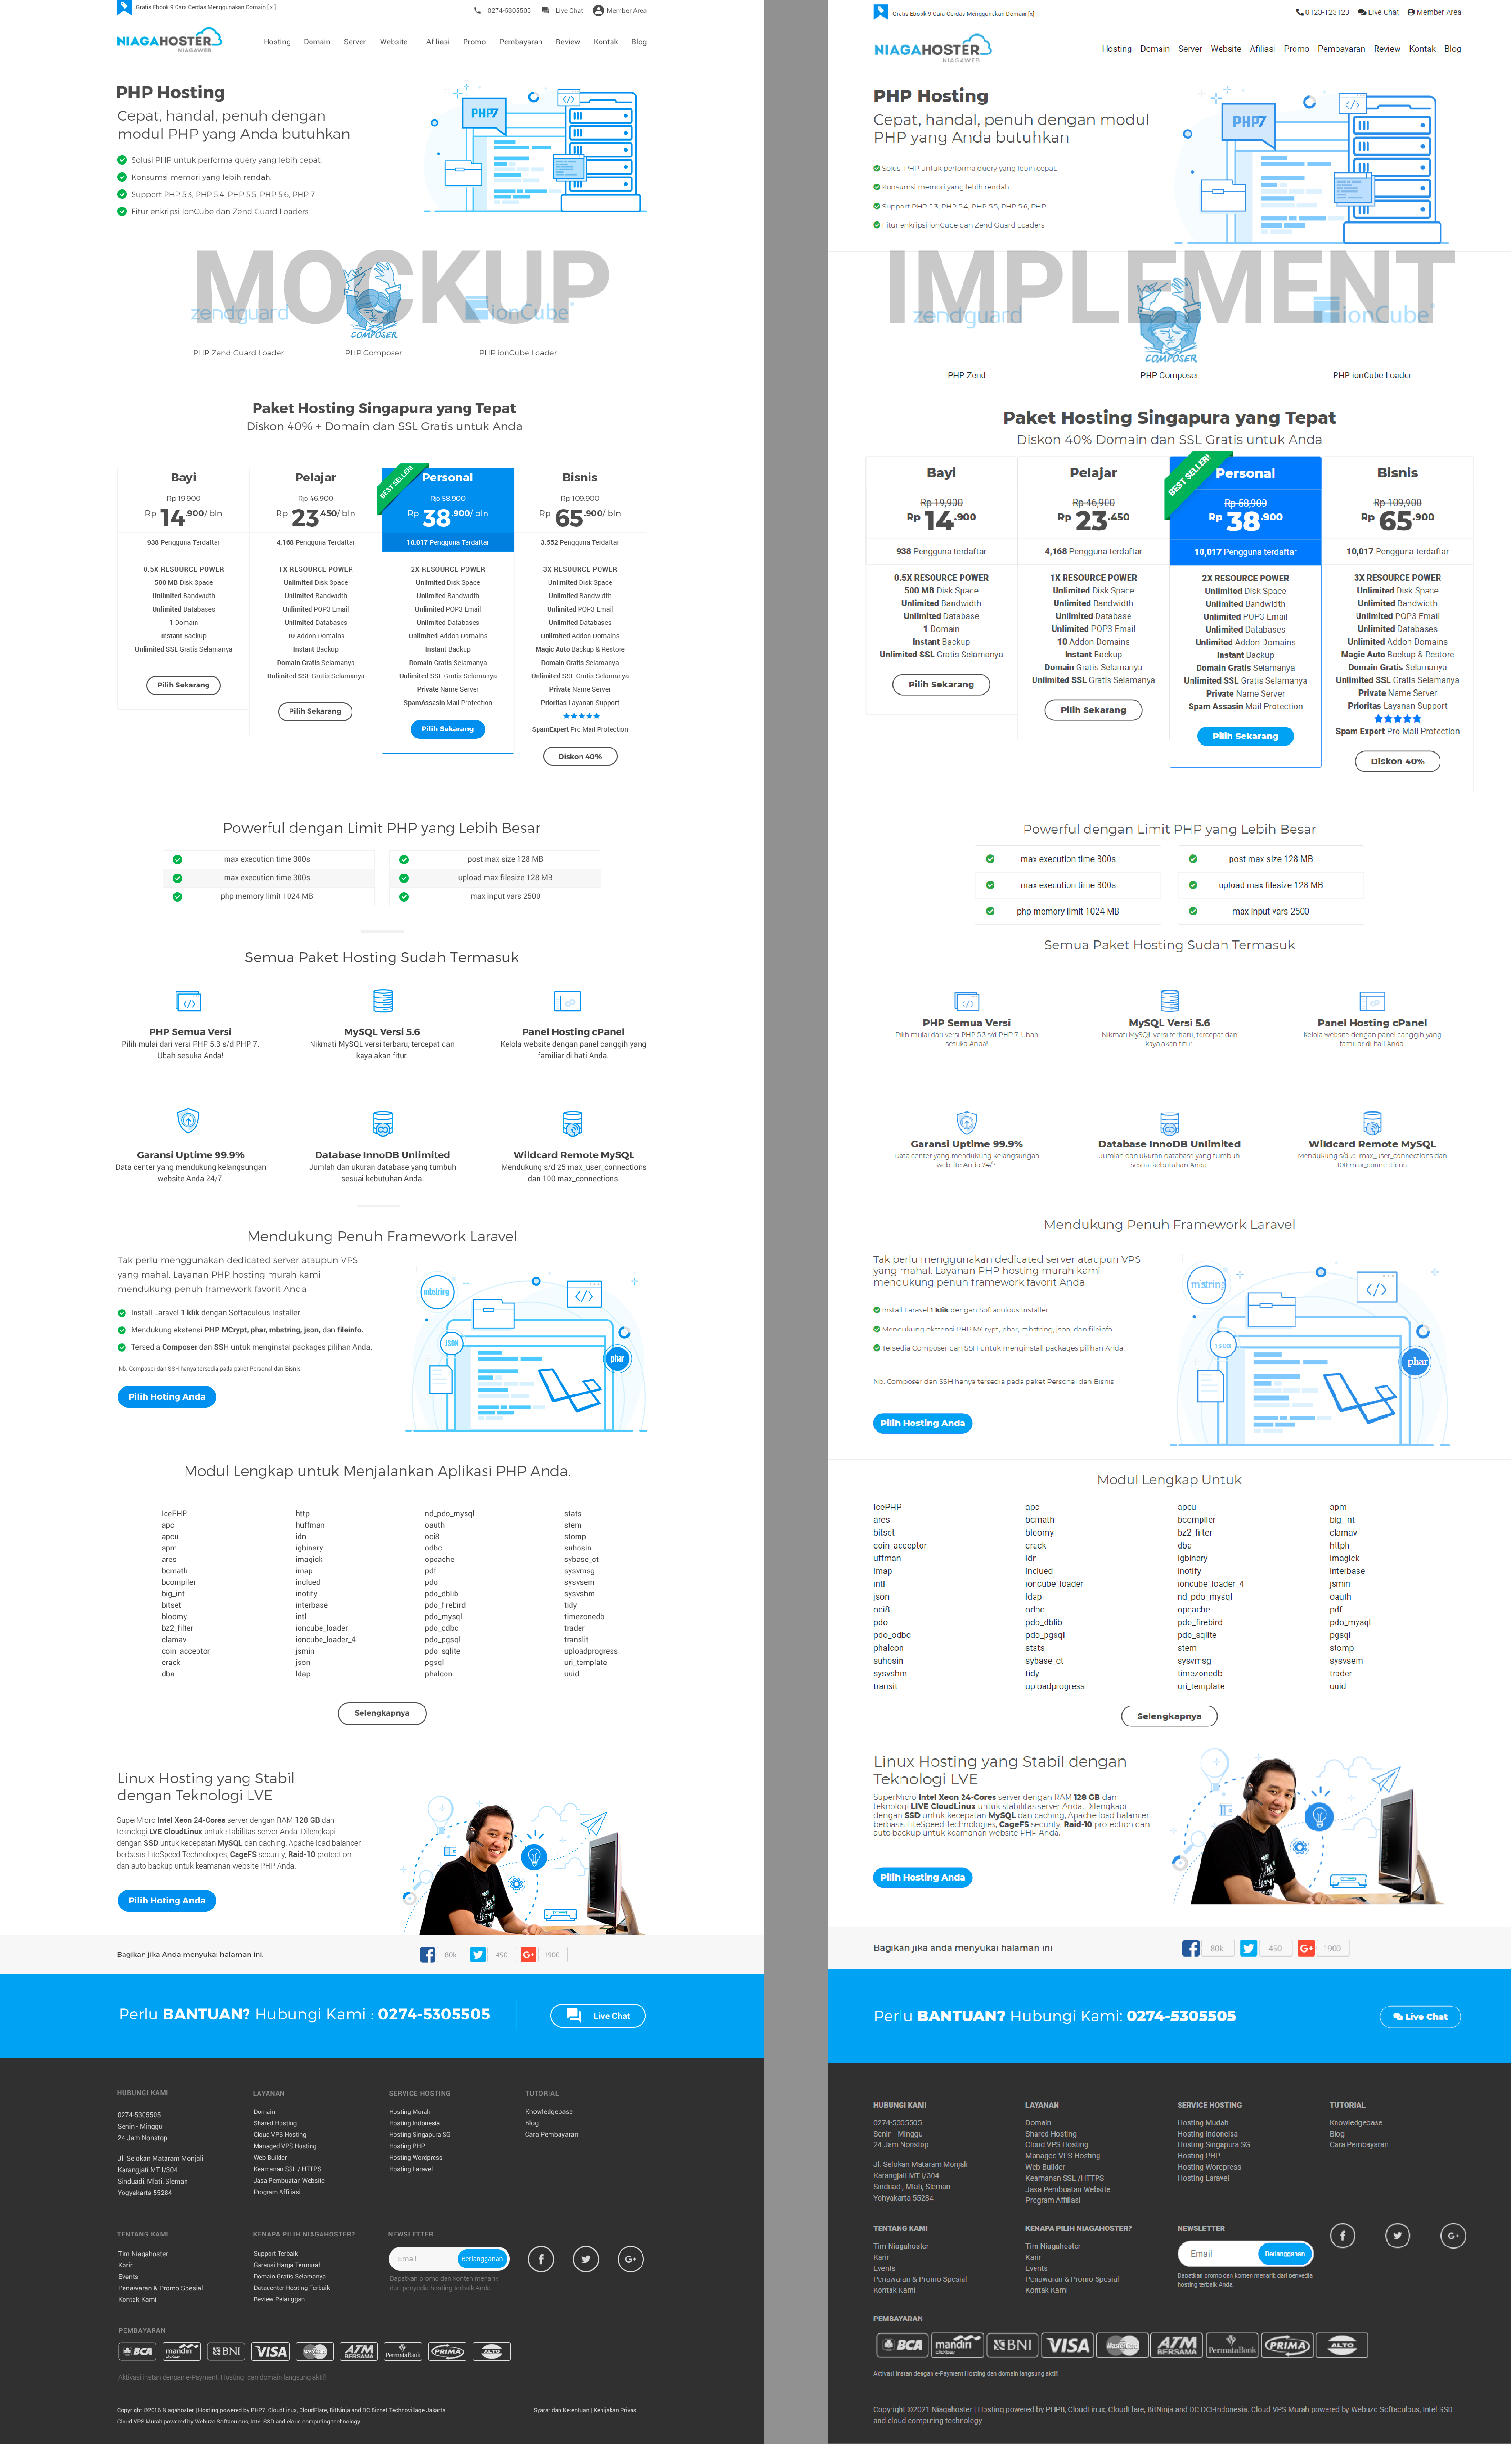 Gratis Ebook 9 Cara Cerdas Menggunakan Domain [ x ]
0274-5305505 Live Chat Member Area
NIAGAHOSTER
NIAGAWEB
Hosting Domain Server Website Afiliasi Promo Pembayaran Review Kontak Blog
PHP Hosting
Cepat, handal, penuh dengan
modul PHP yang Anda butuhkan
Solusi PHP untuk performa query yang lebih cepat.
Konsumsi memori yang lebih rendah.
Support PHP 5.3, PHP 5.4, PHP 5.5, PHP 5.6, PHP 7
Fitur enkripsi IonCube dan Zend Guard Loaders
PHP7
MOCKUP
zend guard
COMPOSER
ionCube
PHP Zend Guard Loader PHP Composer PHP ionCube Loader
Paket Hosting Singapura yang Tepat
Diskon 40% + Domain dan SSL Gratis untuk Anda
Bayi
Rp 19.900
Rp 14 .900/ bln
938 Pengguna Terdaftar
0.5X RESOURCE POWER
500 MB Disk Space
Unlimited Bandwidth
Unlimited Databases
1 Domain
Instant Backup
Unlimited SSL Gratis Selamanya
Pilih Sekarang
Pelajar
Rp 46.900
Rp 23 .450/ bln
4.168 Pengguna Terdaftar
1X RESOURCE POWER
Unlimited Disk Space
Unlimited Bandwidth
Unlimited POP3 Email
Unlimited Databases
10 Addon Domains
Instant Backup
Domain Gratis Selamanya
Unlimited SSL Gratis Selamanya
Pilih Sekarang
BEST SELLER!
Personal
Rp 58.900
Rp 38 .900/ bln
10.017 Pengguna Terdaftar
2X RESOURCE POWER
Unlimited Disk Space
Unlimited Bandwidth
Unlimited POP3 Email
Unlimited Databases
Unlimited Addon Domains
Instant Backup
Domain Gratis Selamanya
Unlimited SSL Gratis Selamanya
Private Name Server
SpamAssasin Mail Protection
Pilih Sekarang
Bisnis
Rp 109.900
Rp 65 .900/ bln
3.552 Pengguna Terdaftar
3X RESOURCE POWER
Unlimited Disk Space
Unlimited Bandwidth
Unlimited POP3 Email
Unlimited Databases
Unlimited Addon Domains
Magic Auto Backup & Restore
Domain Gratis Selamanya
Unlimited SSL Gratis Selamanya
Private Name Server
Prioritas Layanan Support
SpamExpert Pro Mail Protection
Diskon 40%
Powerful dengan Limit PHP yang Lebih Besar
max execution time 300s post max size 128 MB
max execution time 300s upload max filesize 128 MB
php memory limit 1024 MB max input vars 2500
Semua Paket Hosting Sudah Termasuk
PHP Semua Versi
Pilih mulai dari versi PHP 5.3 s/d PHP 7.
Ubah sesuka Anda!
MySQL Versi 5.6
Nikmati MySQL versi terbaru, tercepat dan
kaya akan fitur.
Panel Hosting cPanel
Kelola website dengan panel canggih yang
familiar di hati Anda.
Garansi Uptime 99.9%
Data center yang mendukung kelangsungan
website Anda 24/7.
Database InnoDB Unlimited
Jumlah dan ukuran database yang tumbuh
sesuai kebutuhan Anda.
Wildcard Remote MySQL
Mendukung s/d 25 max_user_connections
dan 100 max_connections.
Mendukung Penuh Framework Laravel
Tak perlu menggunakan dedicated server ataupun VPS
yang mahal. Layanan PHP hosting murah kami
mendukung penuh framework favorit Anda
Install Laravel 1 klik dengan Softaculous Installer.
Mendukung ekstensi PHP MCrypt, phar, mbstring, json, dan fileinfo.
Tersedia Composer dan SSH untuk menginstal packages pilihan Anda.
Nb. Composer dan SSH hanya tersedia pada paket Personal dan Bisnis
Pilih Hoting Anda
mbstring
JSON
phar
Modul Lengkap untuk Menjalankan Aplikasi PHP Anda.
IcePHP http nd_pdo_mysql stats
apc huffman oauth stem
apcu idn oci8 stomp
apm igbinary odbc suhosin
ares imagick opcache sybase_ct
bcmath imap pdf sysvmsg
bcompiler inclued pdo sysvsem
big_int inotify pdo_dblib sysvshm
bitset interbase pdo_firebird tidy
bloomy intl pdo_mysql timezonedb
bz2_filter ioncube_loader pdo_odbc trader
clamav ioncube_loader_4 pdo_pgsql translit
coin_acceptor jsmin pdo_sqlite uploadprogress
crack json pgsql uri_template
dba ldap phalcon uuid
Selengkapnya
Linux Hosting yang Stabil
dengan Teknologi LVE
SuperMicro Intel Xeon 24-Cores server dengan RAM 128 GB dan
teknologi LVE CloudLinux untuk stabilitas server Anda. Dilengkapi
dengan SSD untuk kecepatan MySQL dan caching, Apache load balancer
berbasis LiteSpeed Technologies, CageFS security, Raid-10 protection
dan auto backup untuk keamanan website PHP Anda.
Pilih Hoting Anda
Bagikan jika Anda menyukai halaman ini. 80k 450 G+ 1900
Perlu BANTUAN? Hubungi Kami : 0274-5305505 Live Chat
HUBUNGI KAMI
0274-5305505
Senin - Minggu
24 Jam Nonstop
Jl. Selokan Mataram Monjali
Karangjati MT I/304
Sinduadi, Mlati, Sleman
Yogyakarta 55284
LAYANAN
Domain
Shared Hosting
Cloud VPS Hosting
Managed VPS Hosting
Web Builder
Keamanan SSL / HTTPS
Jasa Pembuatan Website
Program Affiliasi
SERVICE HOSTING
Hosting Murah
Hosting Indonesia
Hosting Singapura SG
Hosting PHP
Hosting Wordpress
Hosting Laravel
TUTORIAL
Knowledgebase
Blog
Cara Pembayaran
TENTANG KAMI
Tim Niagahoster
Karir
Events
Penawaran & Promo Spesial
Kontak Kami
KENAPA PILIH NIAGAHOSTER?
Support Terbaik
Garansi Harga Termurah
Domain Gratis Selamanya
Datacenter Hosting Terbaik
Review Pelanggan
NEWSLETTER
Email Berlangganan
Dapatkan promo dan konten menarik
dari penyedia hosting terbaik Anda.
f G+
PEMBAYARAN
BCA mandiri clickpay BNI VISA MasterCard ATM BERSAMA PermataBank PRIMA ALTO
Aktivasi instan dengan e-Payment. Hosting dan domain langsung aktif!
Copyright ©2016 Niagahoster | Hosting powered by PHP7, CloudLinux, CloudFlare, BitNinja and DC Biznet Technovillage Jakarta
Cloud VPS Murah powered by Webuzo Softaculous, Intel SSD and cloud computing technology
Syarat dan Ketentuan | Kebijakan Privasi
Gratis Ebook 9 Cara Cerdas Menggunakan Domain [x]
0123-123123 Live Chat Member Area
NIAGAHOSTER
NIAGAWEB
Hosting Domain Server Website Afiliasi Promo Pembayaran Review Kontak Blog
PHP Hosting
Cepat, handal, penuh dengan modul
PHP yang Anda butuhkan
Solusi PHP untuk performa query yang lebih cepat.
Konsumsi memori yang lebih rendah
Support PHP 5.3, PHP 5.4, PHP 5.5, PHP 5.6, PHP
Fitur enkripsi ionCube dan Zend Guard Loaders
PHP7
IMPLEMENT
zend guard
COMPOSER
ionCube
PHP Zend PHP Composer PHP ionCube Loader
Paket Hosting Singapura yang Tepat
Diskon 40% Domain dan SSL Gratis untuk Anda
Bayi
Rp 19,900
Rp 14.900
938 Pengguna terdaftar
0.5X RESOURCE POWER
500 MB Disk Space
Unlimited Bandwidth
Unlimited Database
1 Domain
Instant Backup
Unlimited SSL Gratis Selamanya
Pilih Sekarang
Pelajar
Rp 46,900
Rp 23.450
4,168 Pengguna terdaftar
1X RESOURCE POWER
Unlimited Disk Space
Unlimited Bandwidth
Unlimited Database
Unlimited POP3 Email
10 Addon Domains
Instant Backup
Domain Gratis Selamanya
Unlimited SSL Gratis Selamanya
Pilih Sekarang
BEST SELLER!
Personal
Rp 58,900
Rp 38.900
10,017 Pengguna terdaftar
2X RESOURCE POWER
Unlimited Disk Space
Unlimited Bandwidth
Unlimited POP3 Email
Unlimited Databases
Unlimited Addon Domains
Instant Backup
Domain Gratis Selamanya
Unlimited SSL Gratis Selamanya
Private Name Server
Spam Assasin Mail Protection
Pilih Sekarang
Bisnis
Rp 109,900
Rp 65.900
10,017 Pengguna terdaftar
3X RESOURCE POWER
Unlimited Disk Space
Unlimited Bandwidth
Unlimited POP3 Email
Unlimited Databases
Unlimited Addon Domains
Magic Auto Backup & Restore
Domain Gratis Selamanya
Unlimited SSL Gratis Selamanya
Private Name Server
Prioritas Layanan Support
Spam Expert Pro Mail Protection
Diskon 40%
Powerful dengan Limit PHP yang Lebih Besar
max execution time 300s post max size 128 MB
max execution time 300s upload max filesize 128 MB
php memory limit 1024 MB max input vars 2500
Semua Paket Hosting Sudah Termasuk
PHP Semua Versi
Pilih mulai dari versi PHP 5.3 s/d PHP 7. Ubah
sesuka Anda!
MySQL Versi 5.6
Nikmati MySQL versi terbaru, tercepat dan
kaya akan fitur.
Panel Hosting cPanel
Kelola website dengan panel canggih yang
familiar di hati Anda.
Garansi Uptime 99.9%
Data center yang mendukung kelangsungan
website Anda 24/7.
Database InnoDB Unlimited
Jumlah dan ukuran database yang tumbuh
sesuai kebutuhan Anda.
Wildcard Remote MySQL
Mendukung s/d 25 max_user_connections dan
100 max_connections.
Mendukung Penuh Framework Laravel
Tak perlu menggunakan dedicated server ataupun VPS
yang mahal. Layanan PHP hosting murah kami
mendukung penuh framework favorit Anda
Install Laravel 1 klik dengan Softaculous Installer.
Mendukung ekstensi PHP MCrypt, phar, mbstring, json, dan fileinfo.
Tersedia Composer dan SSH untuk menginstall packages pilihan Anda.
Nb. Composer dan SSH hanya tersedia pada paket Personal dan Bisnis
Pilih Hosting Anda
mbstring
json
phar
Modul Lengkap Untuk
IcePHP apc apcu apm
ares bcmath bcompiler big_int
bitset bloomy bz2_filter clamav
coin_acceptor crack dba httph
uffman idn igbinary imagick
imap inclued inotify interbase
intl ioncube_loader ioncube_loader_4 jsmin
json ldap nd_pdo_mysql oauth
oci8 odbc opcache pdf
pdo pdo_dblib pdo_firebird pdo_mysql
pdo_odbc pdo_pgsql pdo_sqlite pgsql
phalcon stats stem stomp
suhosin sybase_ct sysvmsg sysvsem
sysvshm tidy timezonedb trader
transit uploadprogress uri_template uuid
Selengkapnya
Linux Hosting yang Stabil dengan
Teknologi LVE
SuperMicro Intel Xeon 24-Cores server dengan RAM 128 GB dan
teknologi LIVE CloudLinux untuk stabilitas server Anda. Dilengkapi
dengan SSD untuk kecepatan MySQL dan caching, Apache load balancer
berbasis LiteSpeed Technologies, CageFS security, Raid-10 protection dan
auto backup untuk keamanan website PHP Anda.
Pilih Hosting Anda
Bagikan jika anda menyukai halaman ini 80k 450 G+ 1900
Perlu BANTUAN? Hubungi Kami: 0274-5305505 Live Chat
HUBUNGI KAMI
0274-5305505
Senin - Minggu
24 Jam Nonstop
Jl. Selokan Mataram Monjali
Karangjati MT I/304
Sinduadi, Mlati, Sleman
Yohyakarta 55284
LAYANAN
Domain
Shared Hosting
Cloud VPS Hosting
Managed VPS Hosting
Web Builder
Keamanan SSL /HTTPS
Jasa Pembuatan Website
Program Affiliasi
SERVICE HOSTING
Hosting Mudah
Hosting Indoneisa
Hosting Singapura SG
Hosting PHP
Hosting Wordpress
Hosting Laravel
TUTORIAL
Knowledgebase
Blog
Cara Pembayaran
TENTANG KAMI
Tim Niagahoster
Karir
Events
Penawaran & Promo Spesial
Kontak Kami
KENAPA PILIH NIAGAHOSTER?
Tim Niagahoster
Karir
Events
Penawaran & Promo Spesial
Kontak Kami
NEWSLETTER
Email Berlangganan
Dapatkan promo dan konten menarik dari penyedia
hosting terbaik Anda.
f G+
PEMBAYARAN
BCA mandiri clickpay BNI VISA MasterCard ATM BERSAMA PermataBank PRIMA ALTO
Aktivasi instan dengan e-Payment Hosting dan domain langsung aktif!
Copyright ©2021 Niagahoster | Hosting powered by PHP8, CloudLinux, CloudFlare, BitNinja and DC DCHIndonesia. Cloud VPS Murah powered by Webuzo Softaculous, Intel SSD
and cloud computing technology